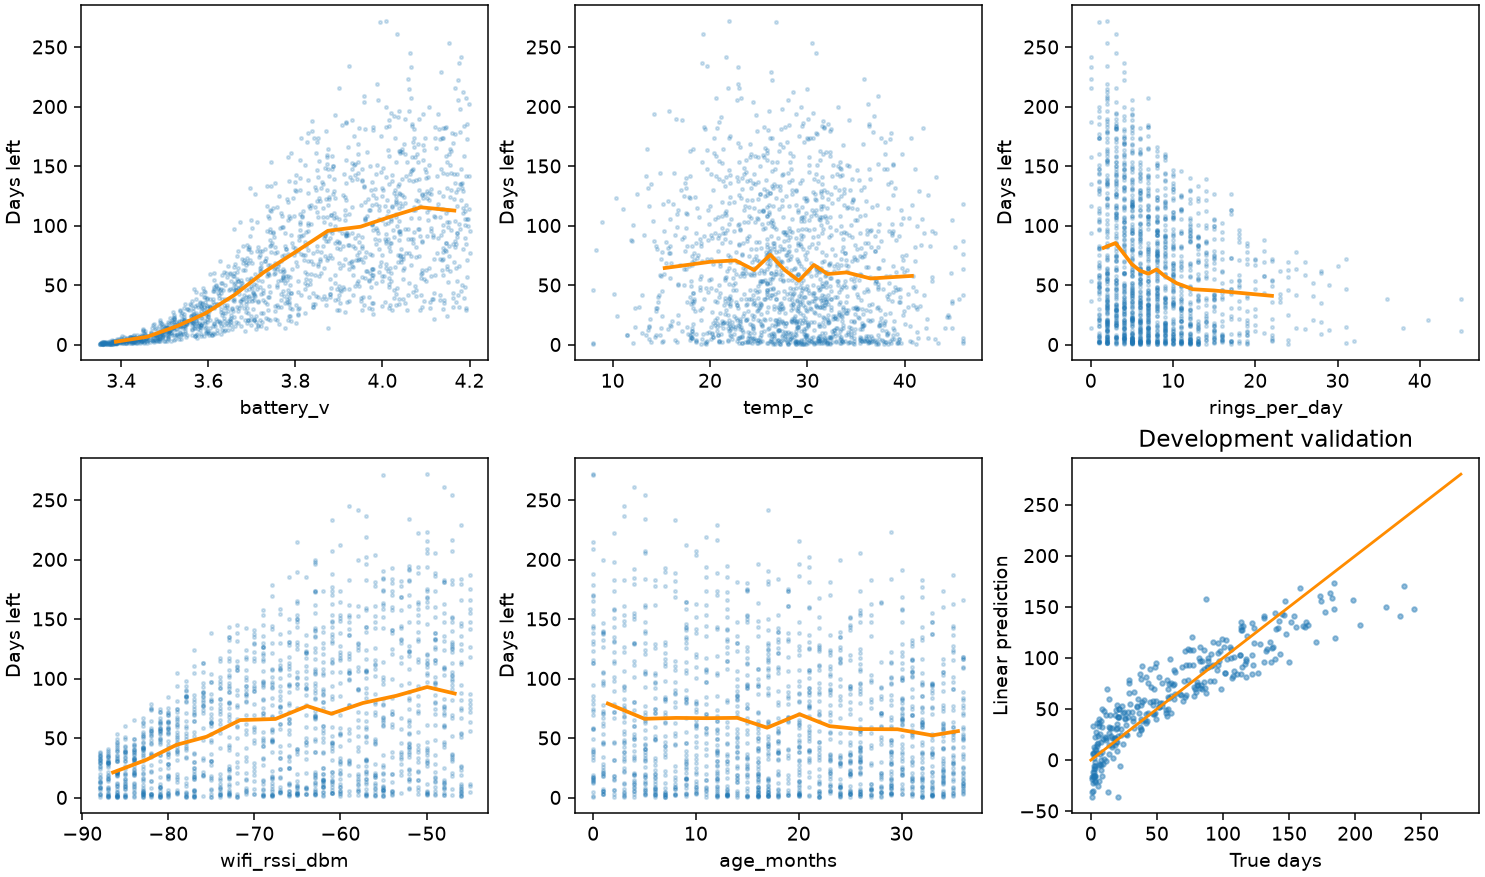 Days left
250
200
150
100
50
0
3.4 3.6 3.8 4.0 4.2
battery_v
Days left
250
200
150
100
50
0
10 20 30 40
temp_c
Days left
250
200
150
100
50
0
0 10 20 30 40
rings_per_day
Days left
250
200
150
100
50
0
−90 −80 −70 −60 −50
wifi_rssi_dbm
Days left
250
200
150
100
50
0
0 10 20 30
age_months
Development validation
Linear prediction
250
200
150
100
50
0
−50
0 50 100 150 200 250
True days